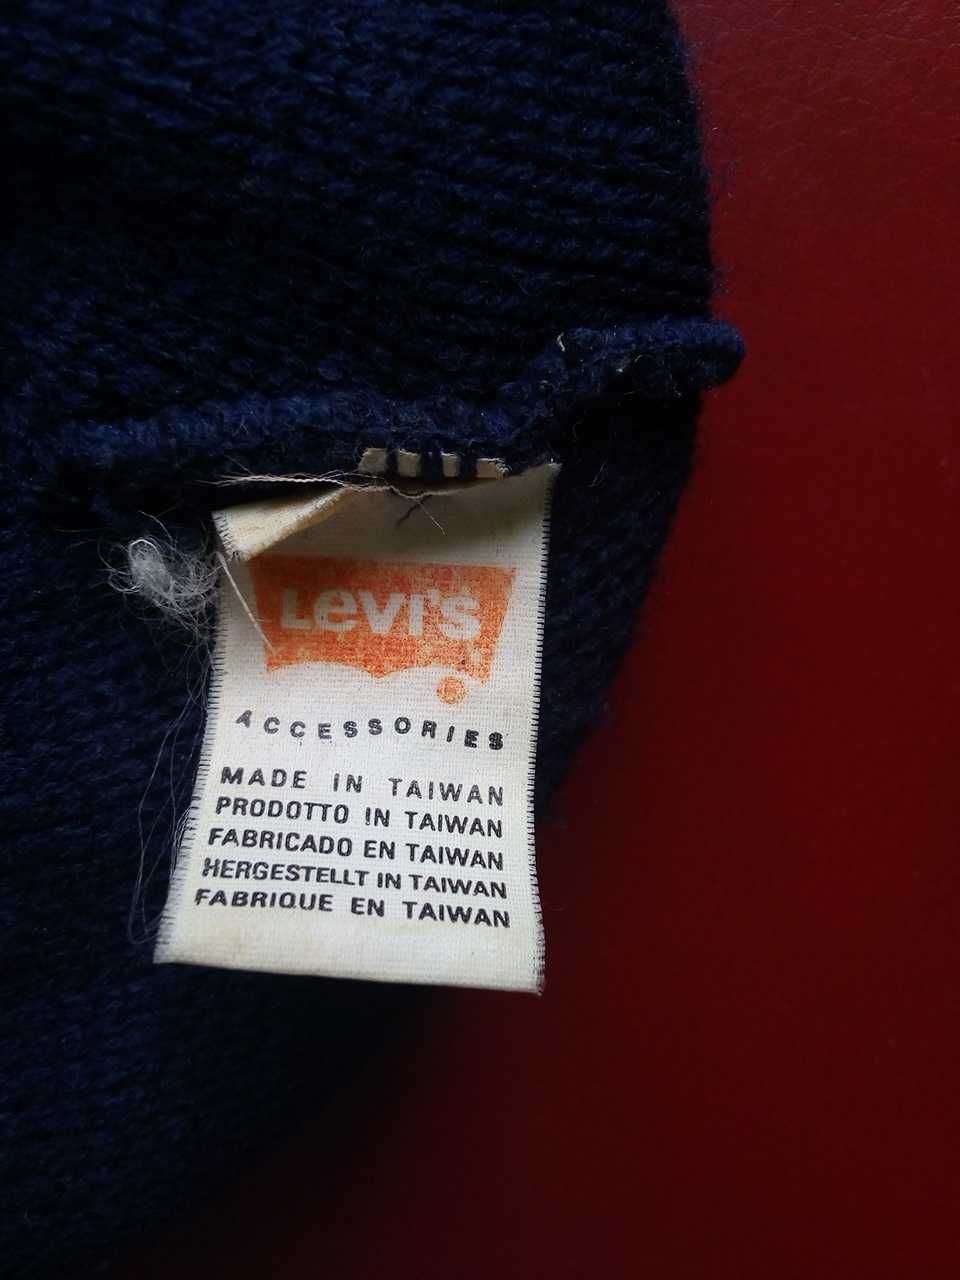 Levi's
®
ACCESSORIES
MADE IN TAIWAN
PRODOTTO IN TAIWAN
FABRICADO EN TAIWAN
HERGESTELLT IN TAIWAN
FABRIQUE EN TAIWAN